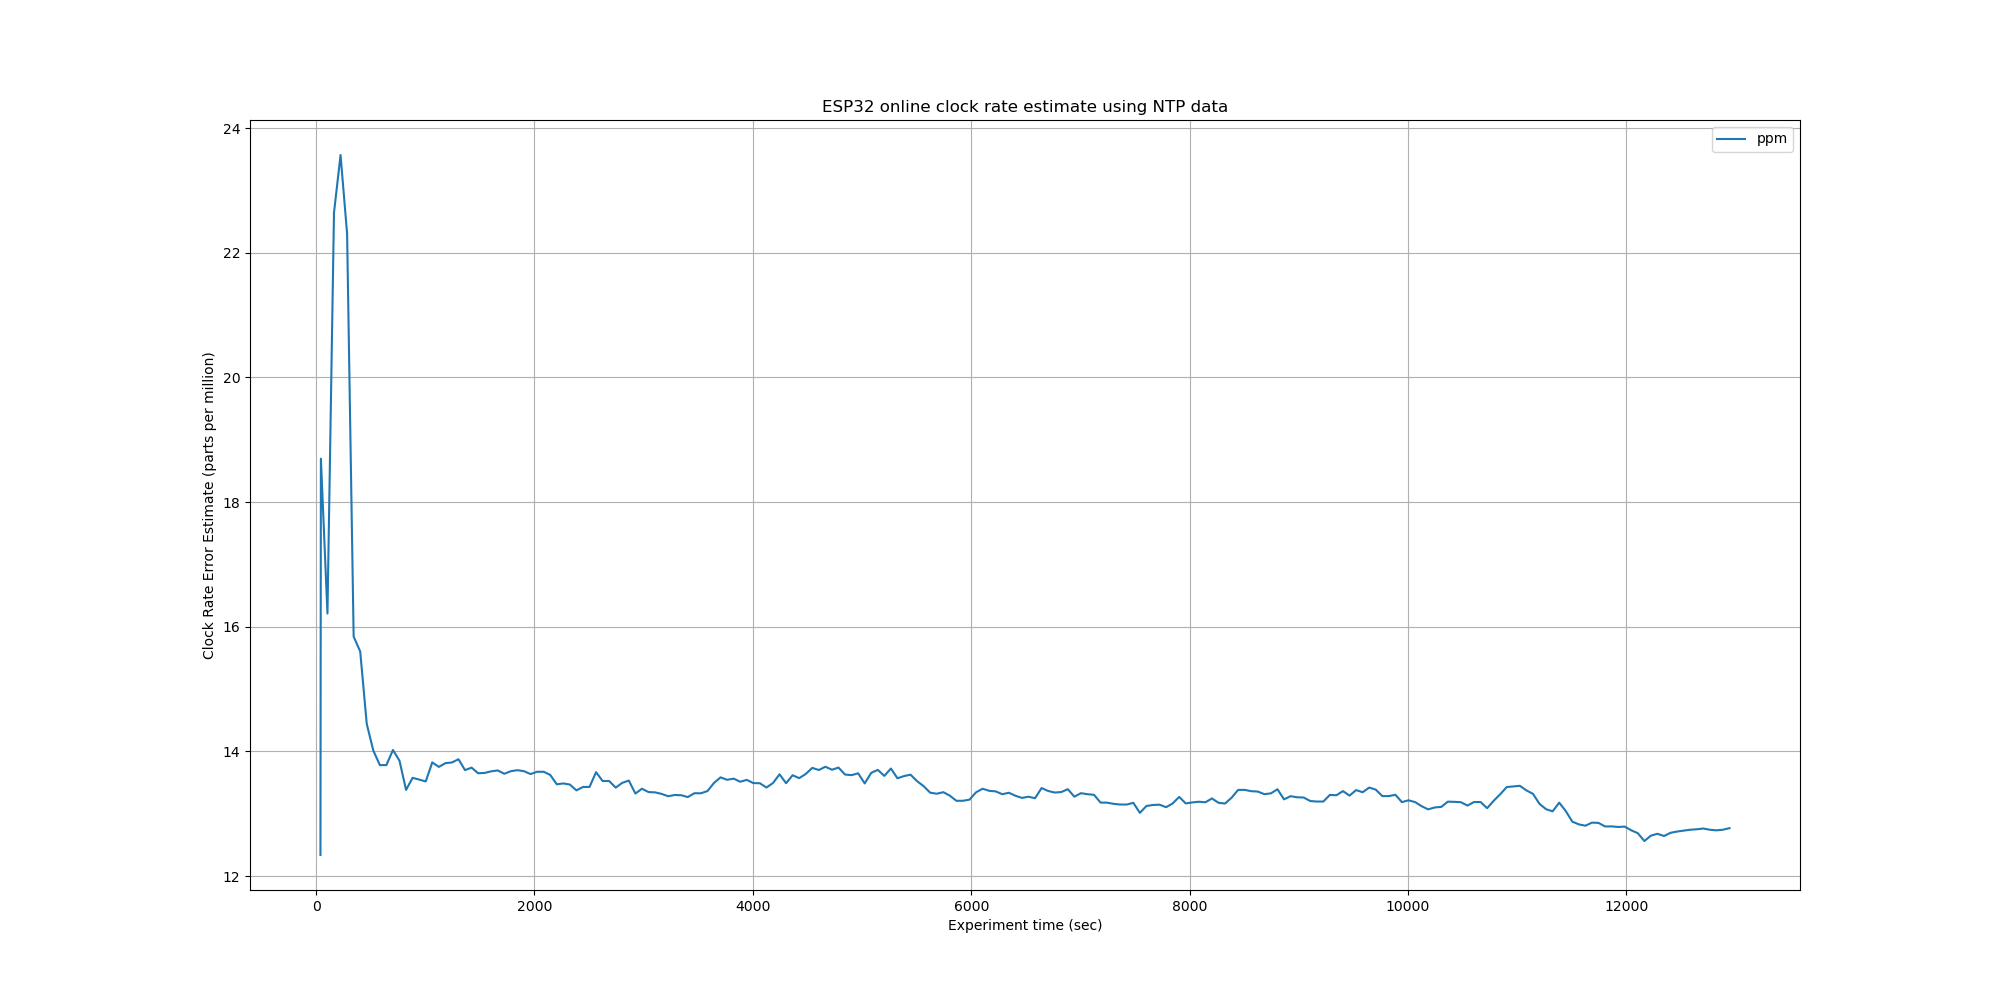 ESP32 online clock rate estimate using NTP data
ppm
Clock Rate Error Estimate (parts per million)
24
22
20
18
16
14
12
0 2000 4000 6000 8000 10000 12000
Experiment time (sec)